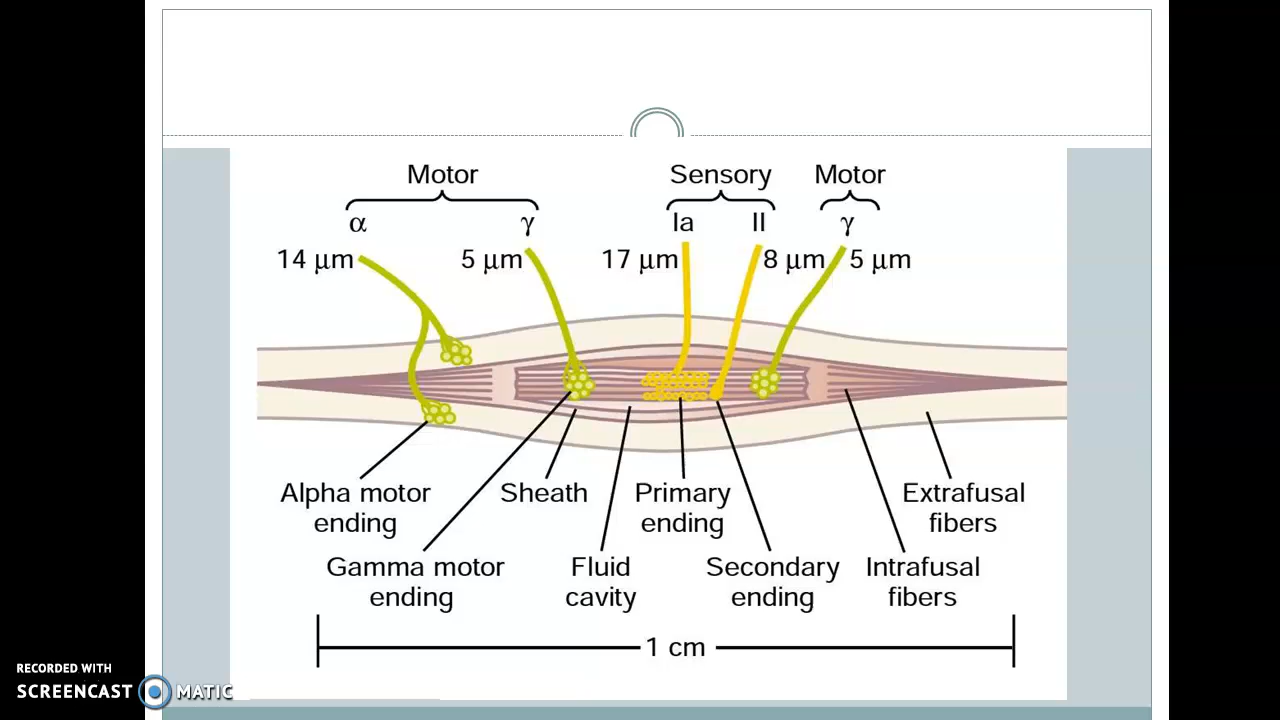 Motor Sensory Motor
α γ Ia II γ
14 μm 5 μm 17 μm 8 μm 5 μm
Alpha motor
ending
Sheath
Primary
ending
Extrafusal
fibers
Gamma motor
ending
Fluid
cavity
Secondary
ending
Intrafusal
fibers
1 cm
RECORDED WITH
SCREENCAST MATIC